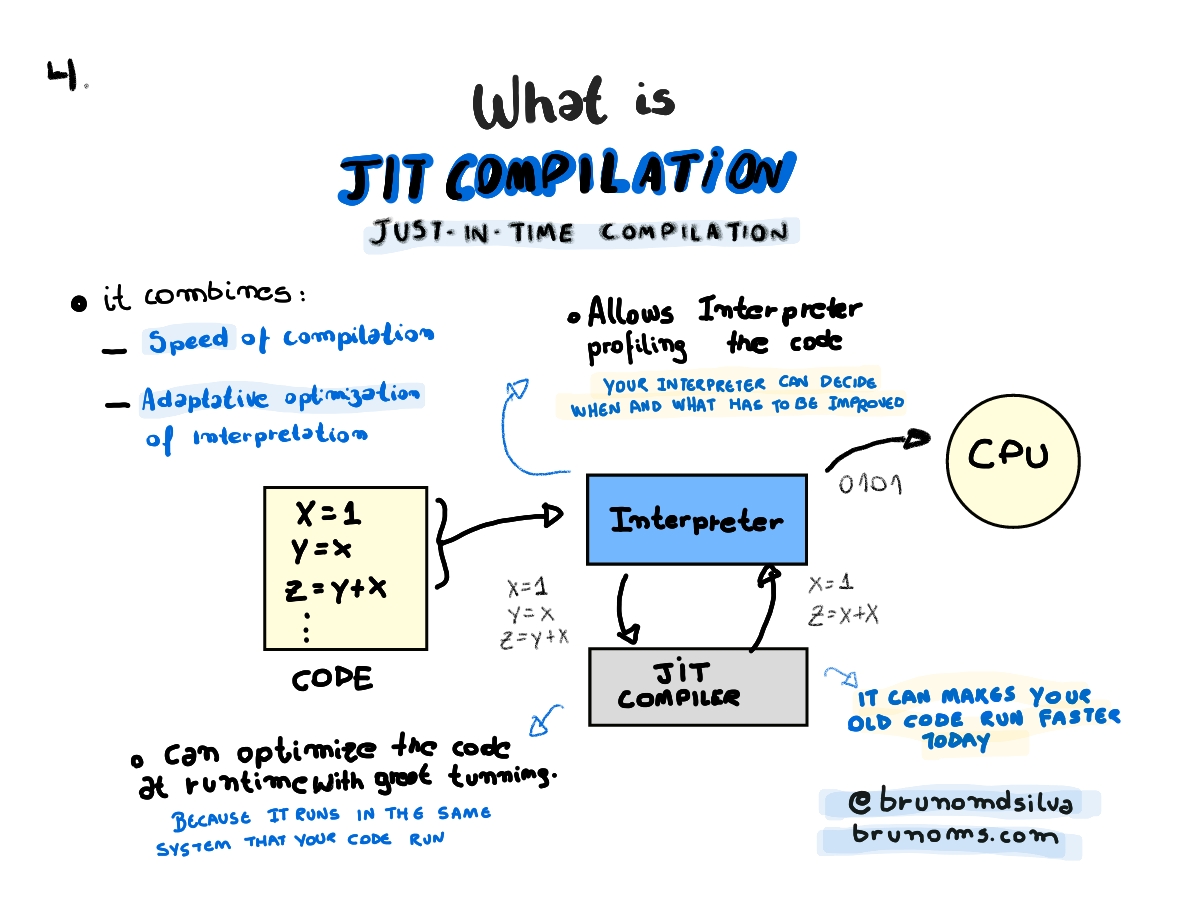 4.
What is
JIT COMPILATION
JUST-IN-TIME COMPILATION
it combines:
— Speed of compilation
— Adaptative optimization
of interpretation
Allows Interpreter
profiling the code
YOUR INTERPRETER CAN DECIDE
WHEN AND WHAT HAS TO BE IMPROVED
X=1
Y=x
Z=Y+X
⋮
CODE
Interpreter
0101
CPU
X=1
Y=X
Z=y+X
X=1
Z=X+X
JIT
COMPILER
IT CAN MAKES YOUR
OLD CODE RUN FASTER
TODAY
Can optimize the code
at runtime with great tunning.
BECAUSE IT RUNS IN THE SAME
SYSTEM THAT YOUR CODE RUN
@brunomdsilva
brunoms.com